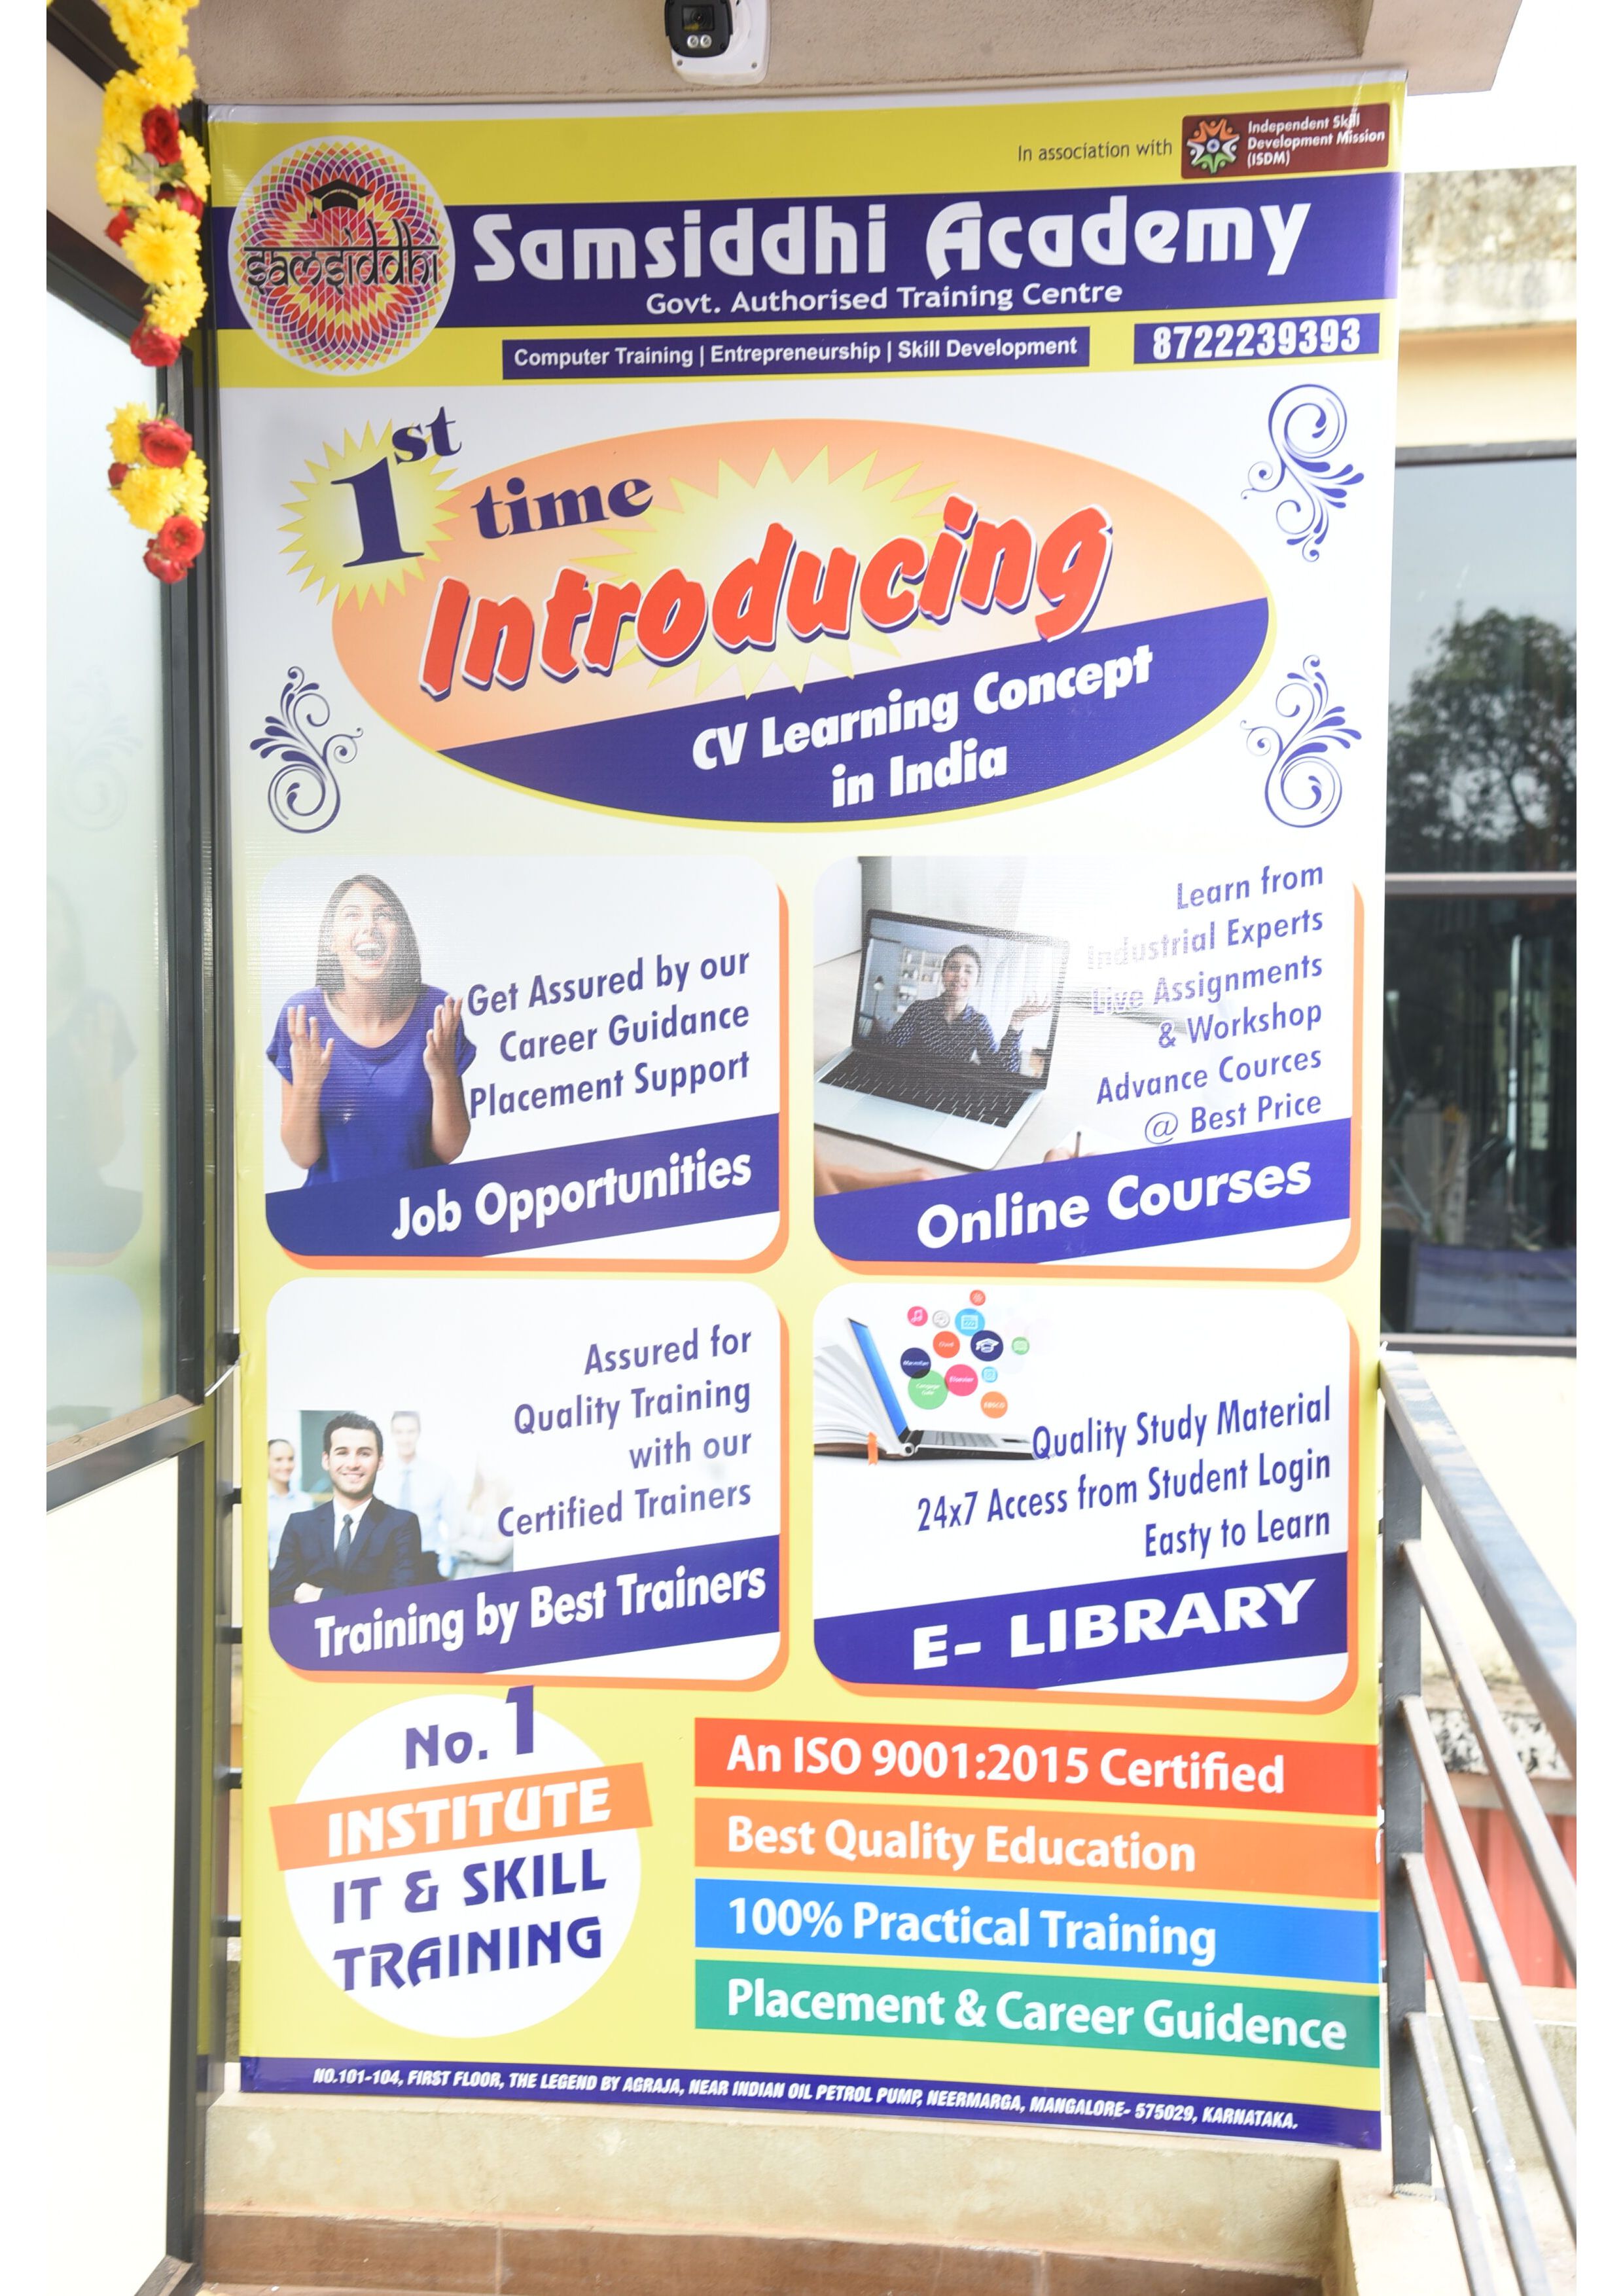 In association with
Independent Skill
Development Mission
(ISDM)
samsiddhi
Samsiddhi Academy
Govt. Authorised Training Centre
Computer Training | Entrepreneurship | Skill Development
8722239393
1st time
Introducing
CV Learning Concept
in India
Get Assured by our
Career Guidance
Placement Support
Job Opportunities
Learn from
Industrial Experts
Live Assignments
& Workshop
Advance Cources
@ Best Price
Online Courses
Assured for
Quality Training
with our
Certified Trainers
Training by Best Trainers
Quality Study Material
24x7 Access from Student Login
Easty to Learn
E- LIBRARY
No. 1
INSTITUTE
IT & SKILL
TRAINING
An ISO 9001:2015 Certified
Best Quality Education
100% Practical Training
Placement & Career Guidence
NO.101-104, FIRST FLOOR, THE LEGEND BY AGRAJA, NEAR INDIAN OIL PETROL PUMP, NEERMARGA, MANGALORE- 575029, KARNATAKA.